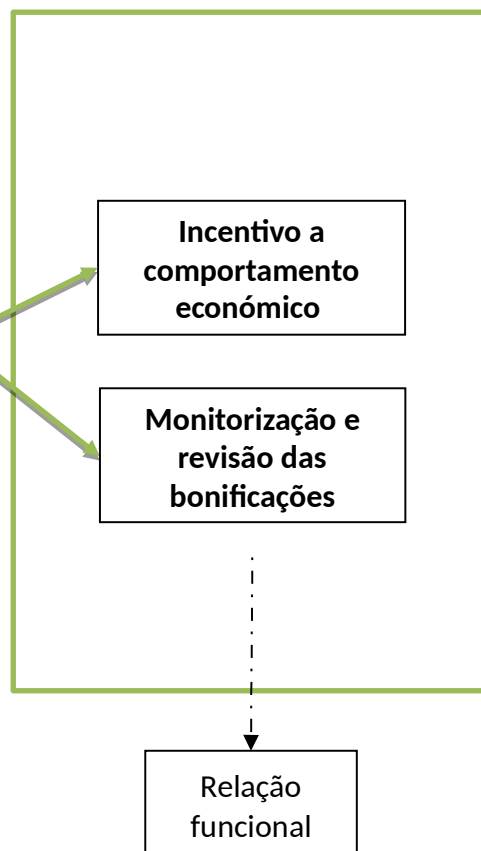 Incentivo a
comportamento
económico
Monitorização e
revisão das
bonificações
Relação
funcional